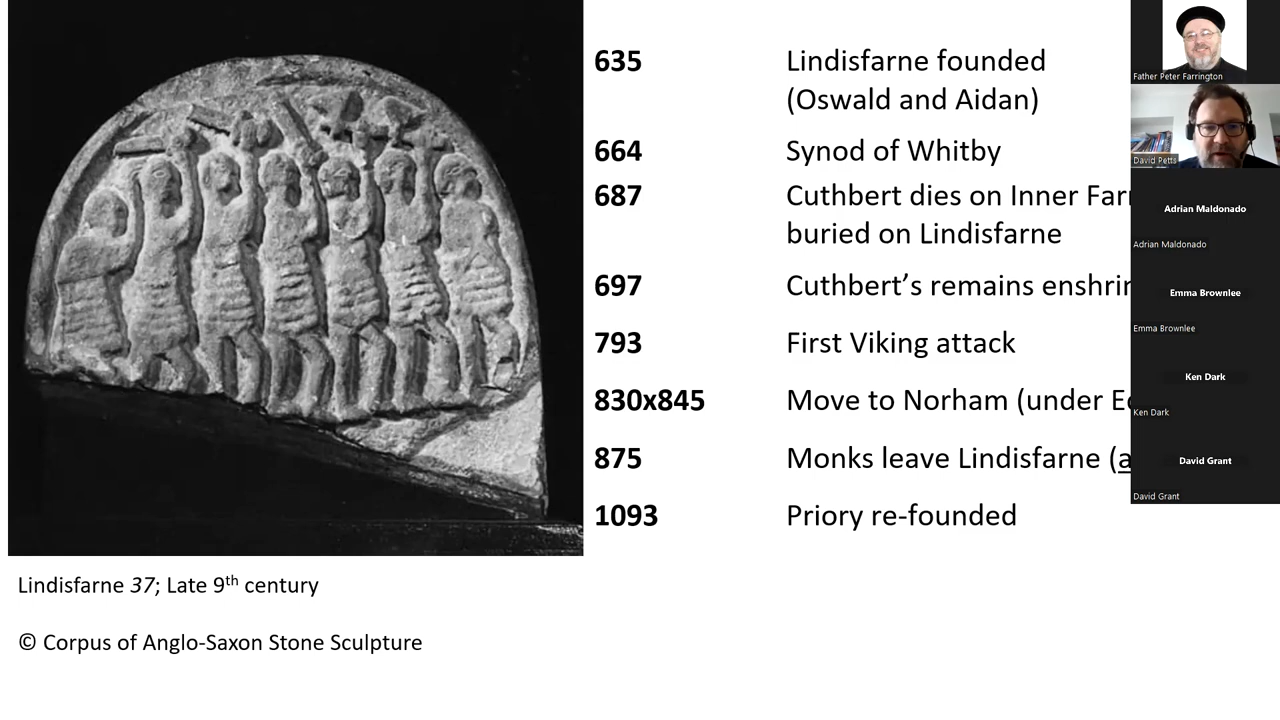 635 Lindisfarne founded
(Oswald and Aidan)
664 Synod of Whitby
687 Cuthbert dies on Inner
buried on Lindisfarne
697 Cuthbert’s remains
793 First Viking attack
830x845 Move to Norham (under
875 Monks leave Lindisfarne (
1093 Priory re-founded
Lindisfarne 37; Late 9th century
© Corpus of Anglo-Saxon Stone Sculpture
Father Peter Farrington
David Petts
Adrian Maldonado
Adrian Maldonado
Emma Brownlee
Emma Brownlee
Ken Dark
Ken Dark
David Grant
David Grant